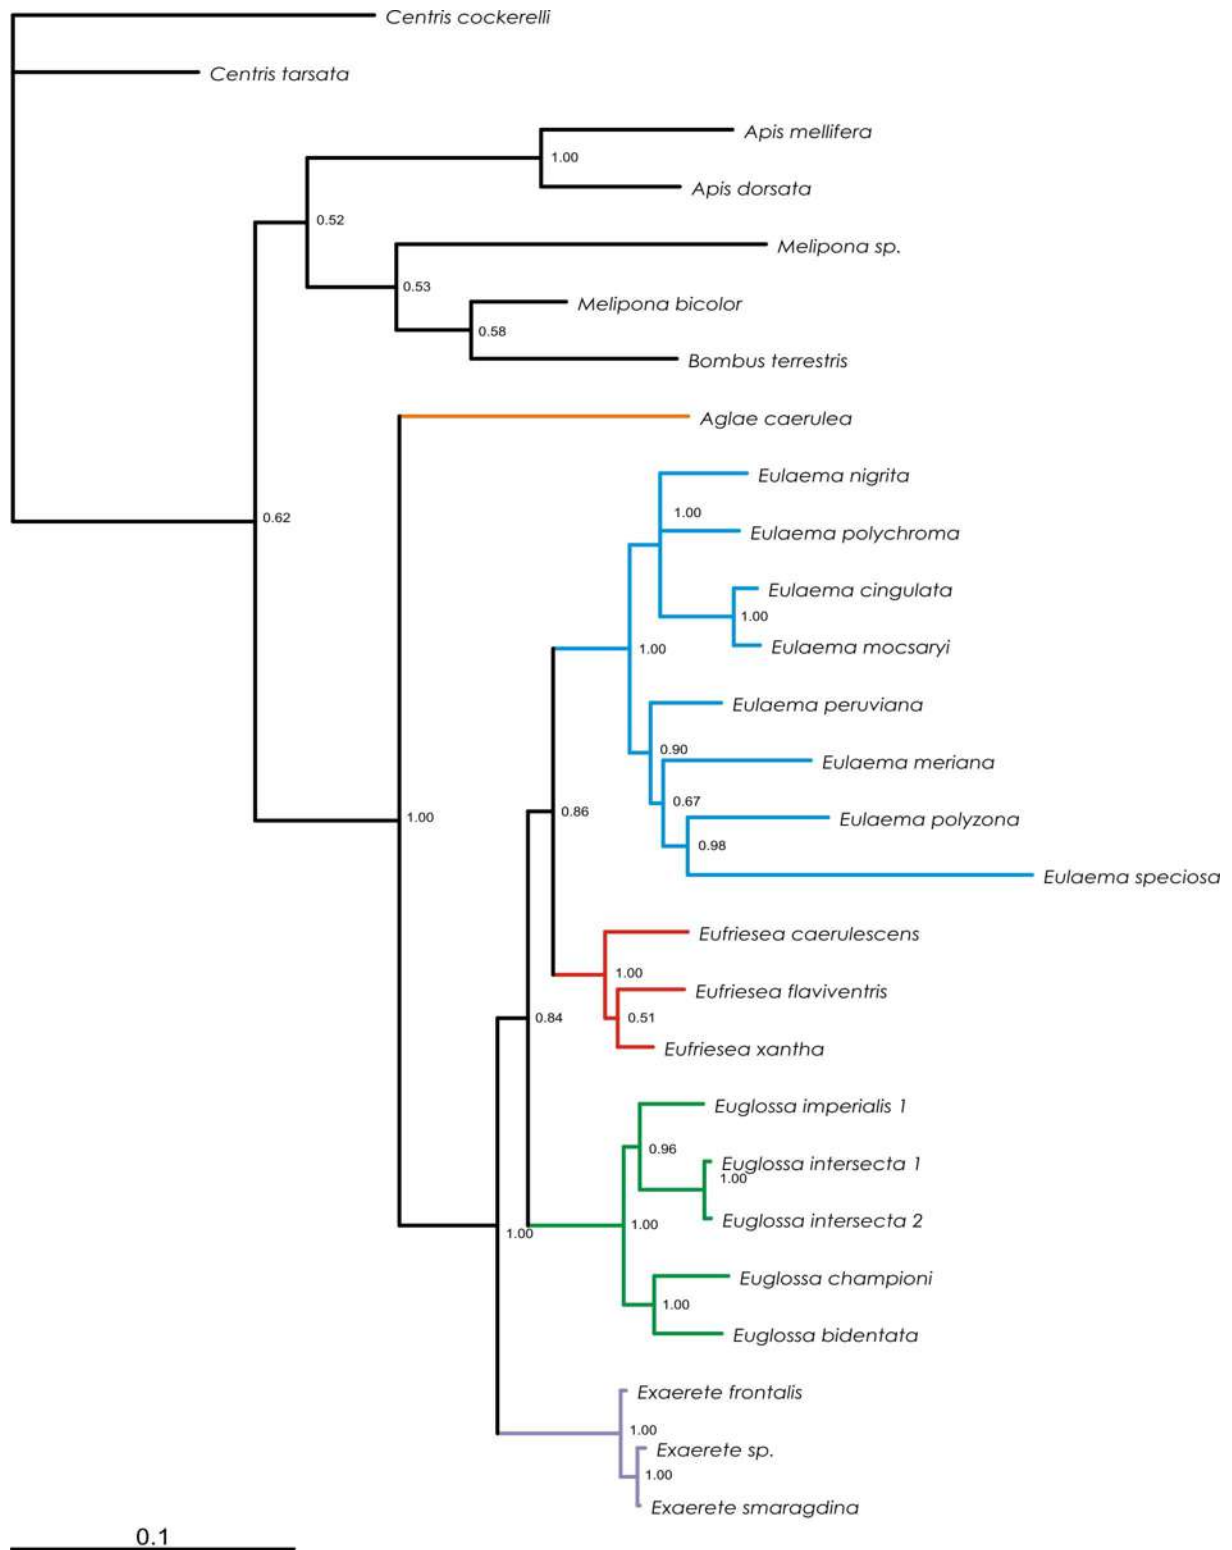 Centris cockerelli
Centris tarsata
Apis mellifera
1.00
Apis dorsata
0.52
Melipona sp.
0.53
Melipona bicolor
0.58
Bombus terrestris
Aglae caerulea
Eulaema nigrita
1.00
0.62
Eulaema polychroma
Eulaema cingulata
1.00
Eulaema mocsaryi
1.00
Eulaema peruviana
0.90
Eulaema meriana
0.67
0.86
1.00
Eulaema polyzona
0.98
Eulaema speciosa
Eufriesea caerulescens
1.00
Eufriesea flaviventris
0.84
0.51
Eufriesea xantha
Euglossa imperialis 1
0.96
Euglossa intersecta 1
1.00
Euglossa intersecta 2
1.00
1.00
Euglossa championi
1.00
Euglossa bidentata
Exaerete frontalis
1.00
Exaerete sp.
1.00
Exaerete smaragdina
0.1